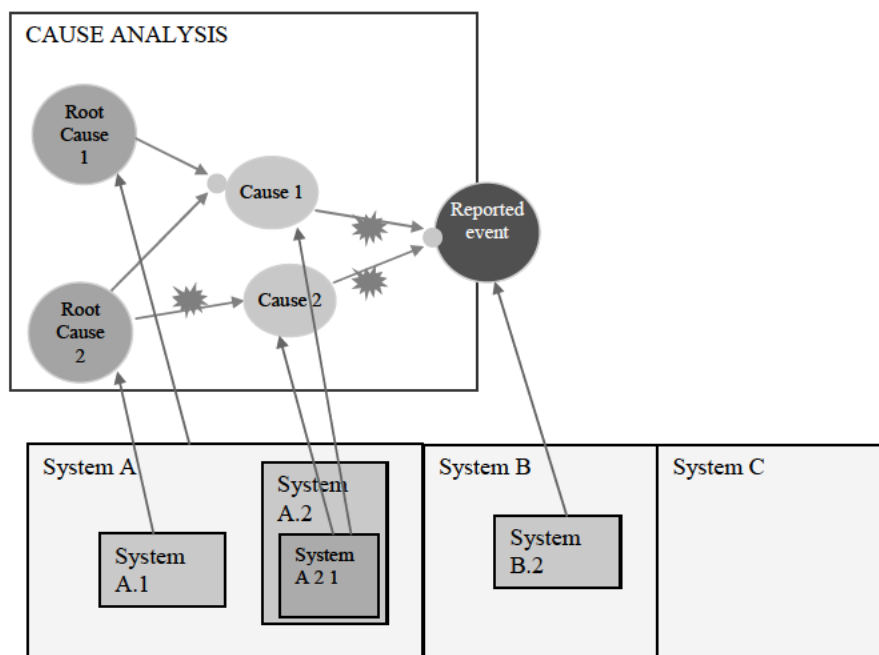 CAUSE ANALYSIS
Root
Cause
1
Cause 1
Reported
event
Root
Cause
2
Cause 2
System A
System
A.1
System
A.2
System
A 2 1
System B
System
B.2
System C